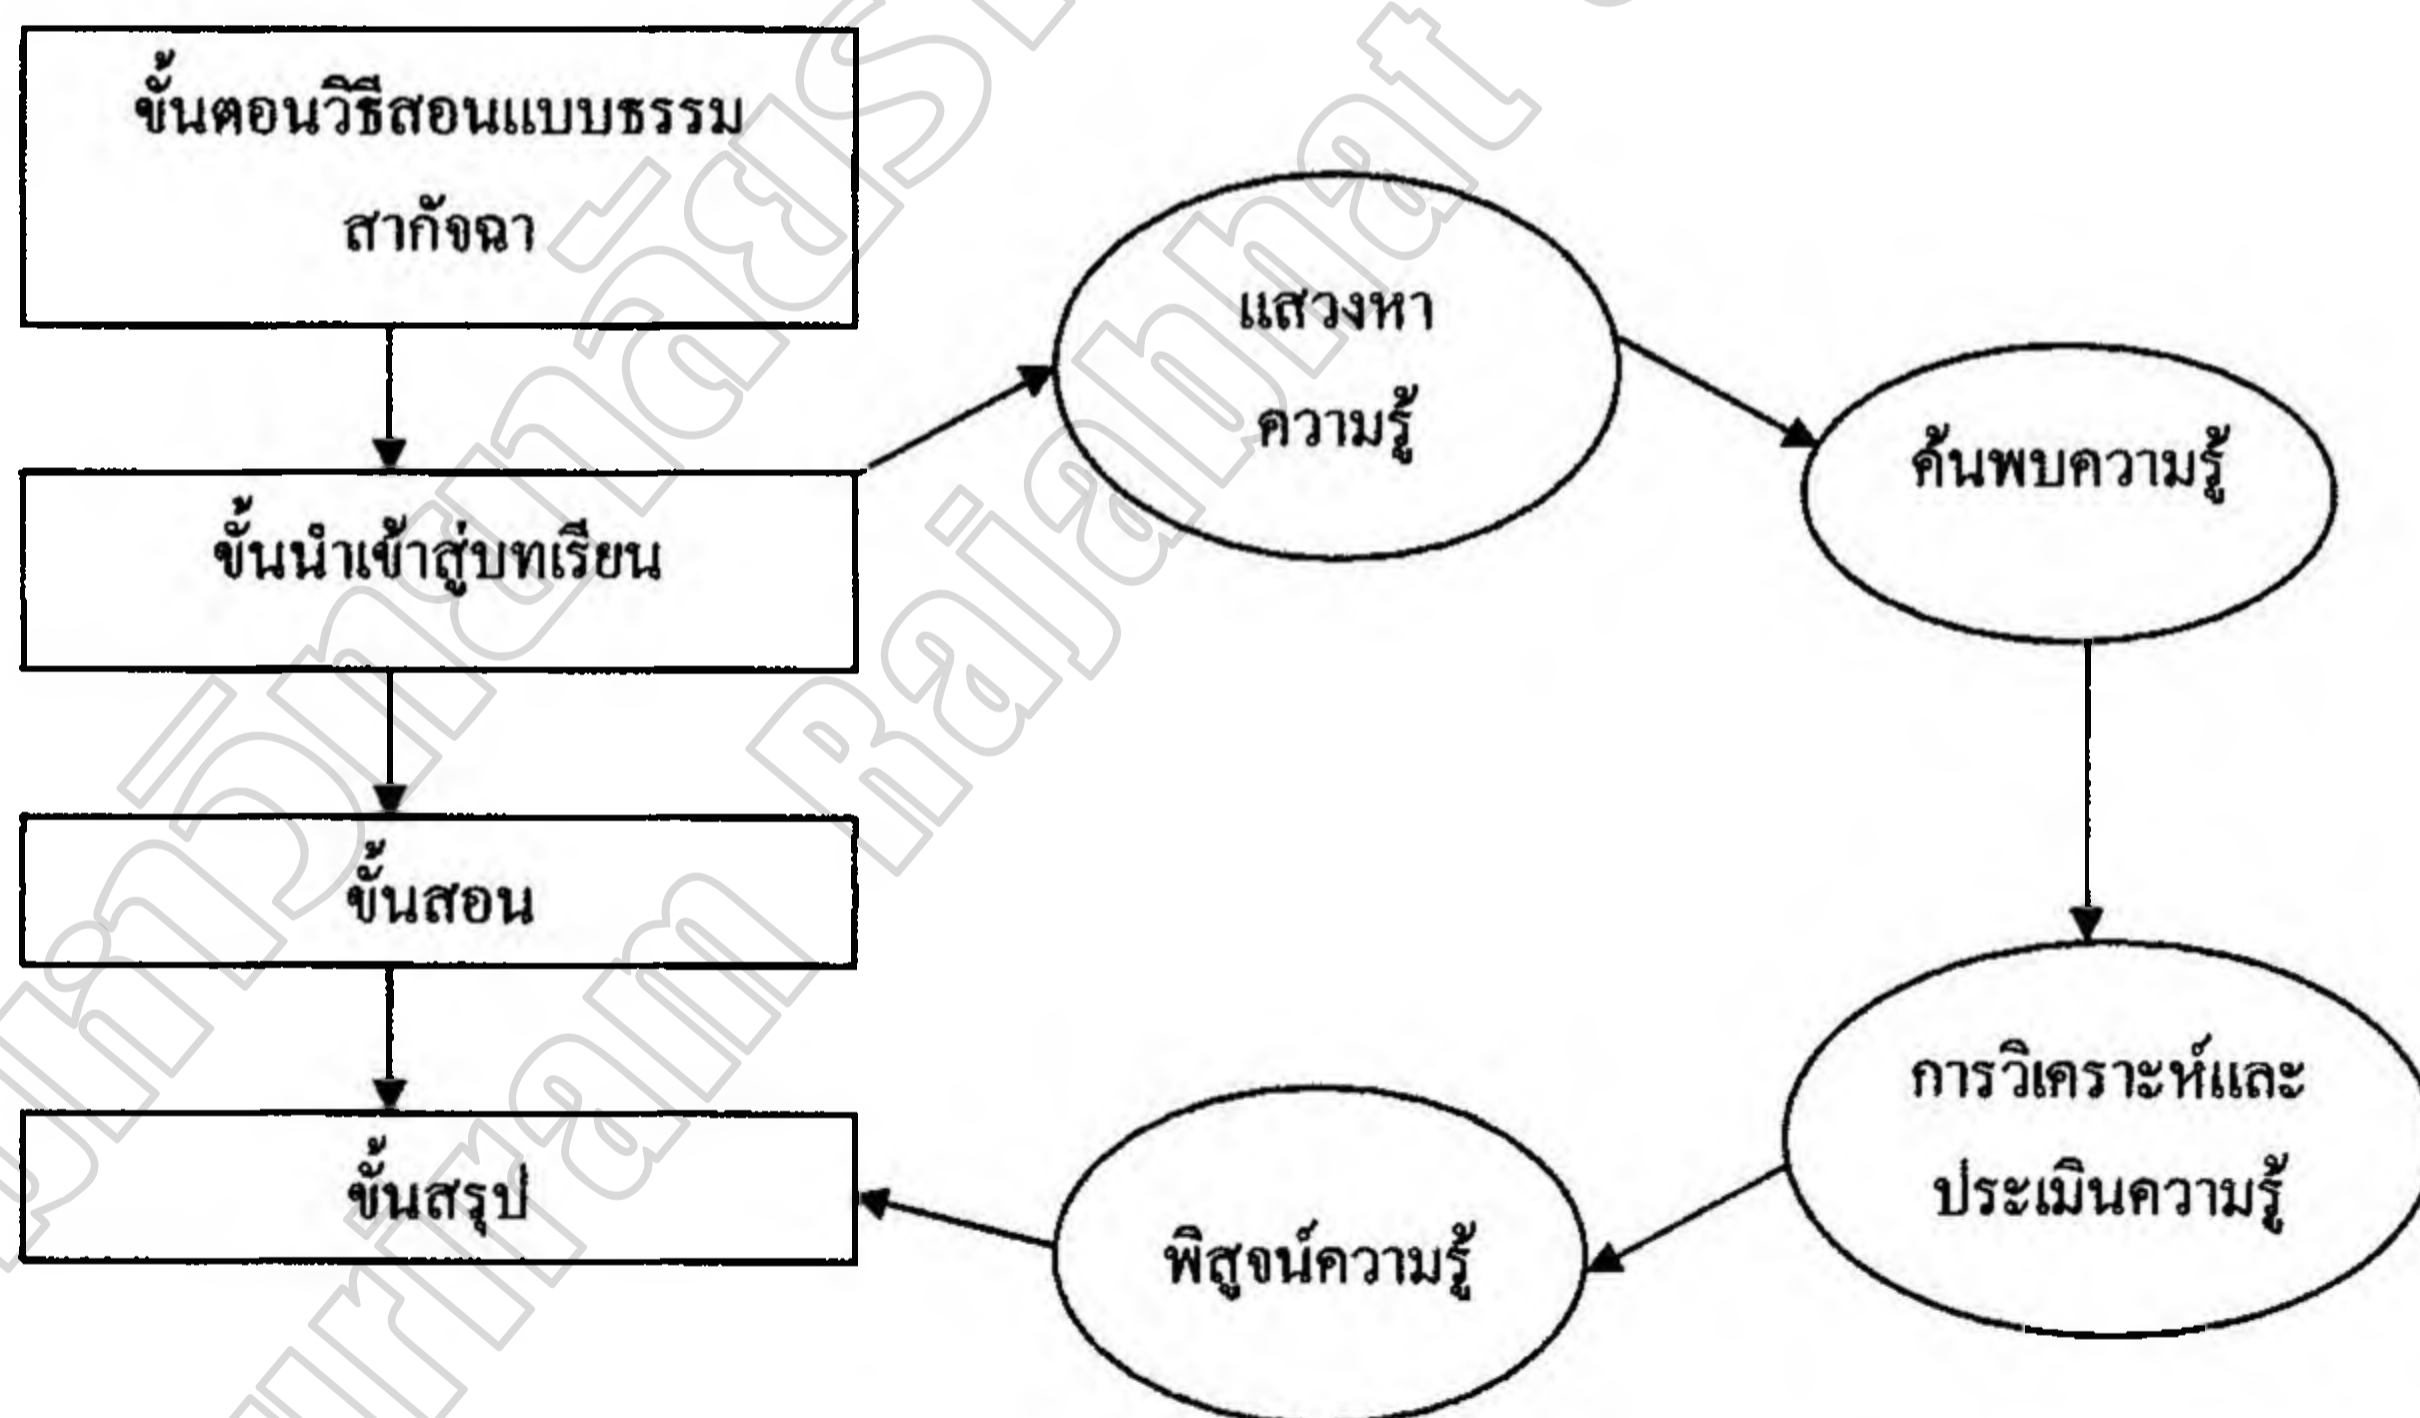 ขั้นตอนวิธีสอนแบบธรรม
สากัจฉา
ขั้นนำเข้าสู่บทเรียน
ขั้นสอน
ขั้นสรุป
แสวงหา
ความรู้
ค้นพบความรู้
การวิเคราะห์และ
ประเมินความรู้
พิสูจน์ความรู้